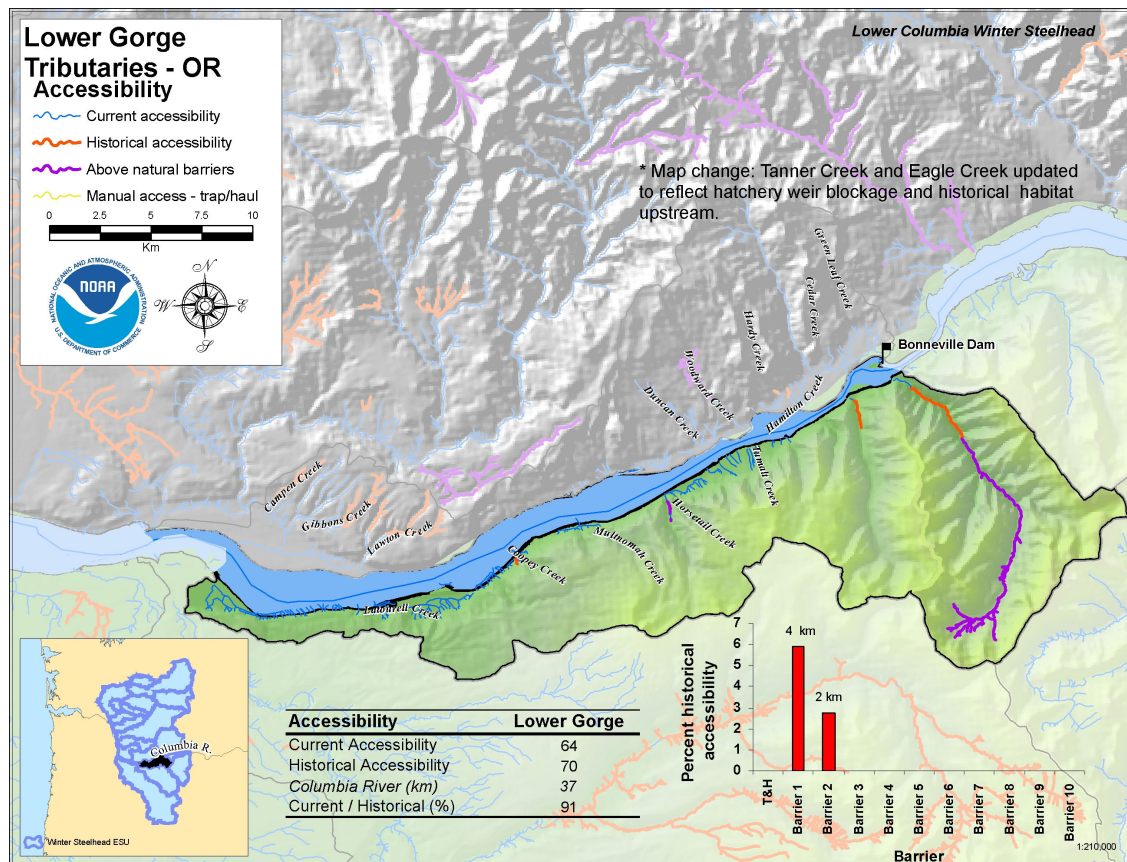 Lower Gorge
Tributaries - OR
Accessibility
Current accessibility
Historical accessibility
Above natural barriers
Manual access - trap/haul
0 2.5 5 7.5 10
Km
NATIONAL OCEANIC AND ATMOSPHERIC ADMINISTRATION
NOAA
U.S. DEPARTMENT OF COMMERCE
N
W E
S
Lower Columbia Winter Steelhead
* Map change: Tanner Creek and Eagle Creek updated
to reflect hatchery weir blockage and historical habitat
upstream.
Green Leaf Creek
Cedar Creek
Hardy Creek
Bonneville Dam
Woodward Creek
Hamilton Creek
Duncan Creek
Tumalt Creek
Campen Creek
Gibbons Creek
Lawton Creek
Horsetail Creek
Multnomah Creek
Coopey Creek
Latourell Creek
Columbia R.
Winter Steelhead ESU
Accessibility Lower Gorge
Current Accessibility 64
Historical Accessibility 70
Columbia River (km) 37
Current / Historical (%) 91
Percent historical
accessibility
7
6
5
4
3
2
1
0
4 km
2 km
T&H
Barrier 1
Barrier 2
Barrier 3
Barrier 4
Barrier 5
Barrier 6
Barrier 7
Barrier 8
Barrier 9
Barrier 10
Barrier
1:210,000